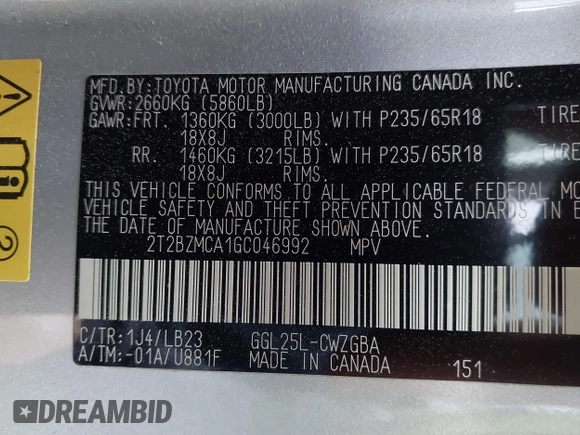 MFD.BY:TOYOTA MOTOR MANUFACTURING CANADA INC.
GVWR:2660KG (5860LB)
GAWR:FRT. 1360KG (3000LB) WITH P235/65R18 TIRE
18X8J RIMS.
RR. 1460KG (3215LB) WITH P235/65R18 TIRE
18X8J RIMS.
THIS VEHICLE CONFORMS TO ALL APPLICABLE FEDERAL MO
VEHICLE SAFETY AND THEFT PREVENTION STANDARDS IN E
THE DATE OF MANUFACTURE SHOWN ABOVE.
2T2BZMCA1GC046992 MPV
C/TR:1J4/LB23 GGL25L-CWZGBA
A/TM:-01A/U881F MADE IN CANADA 151
2
DREAMBID